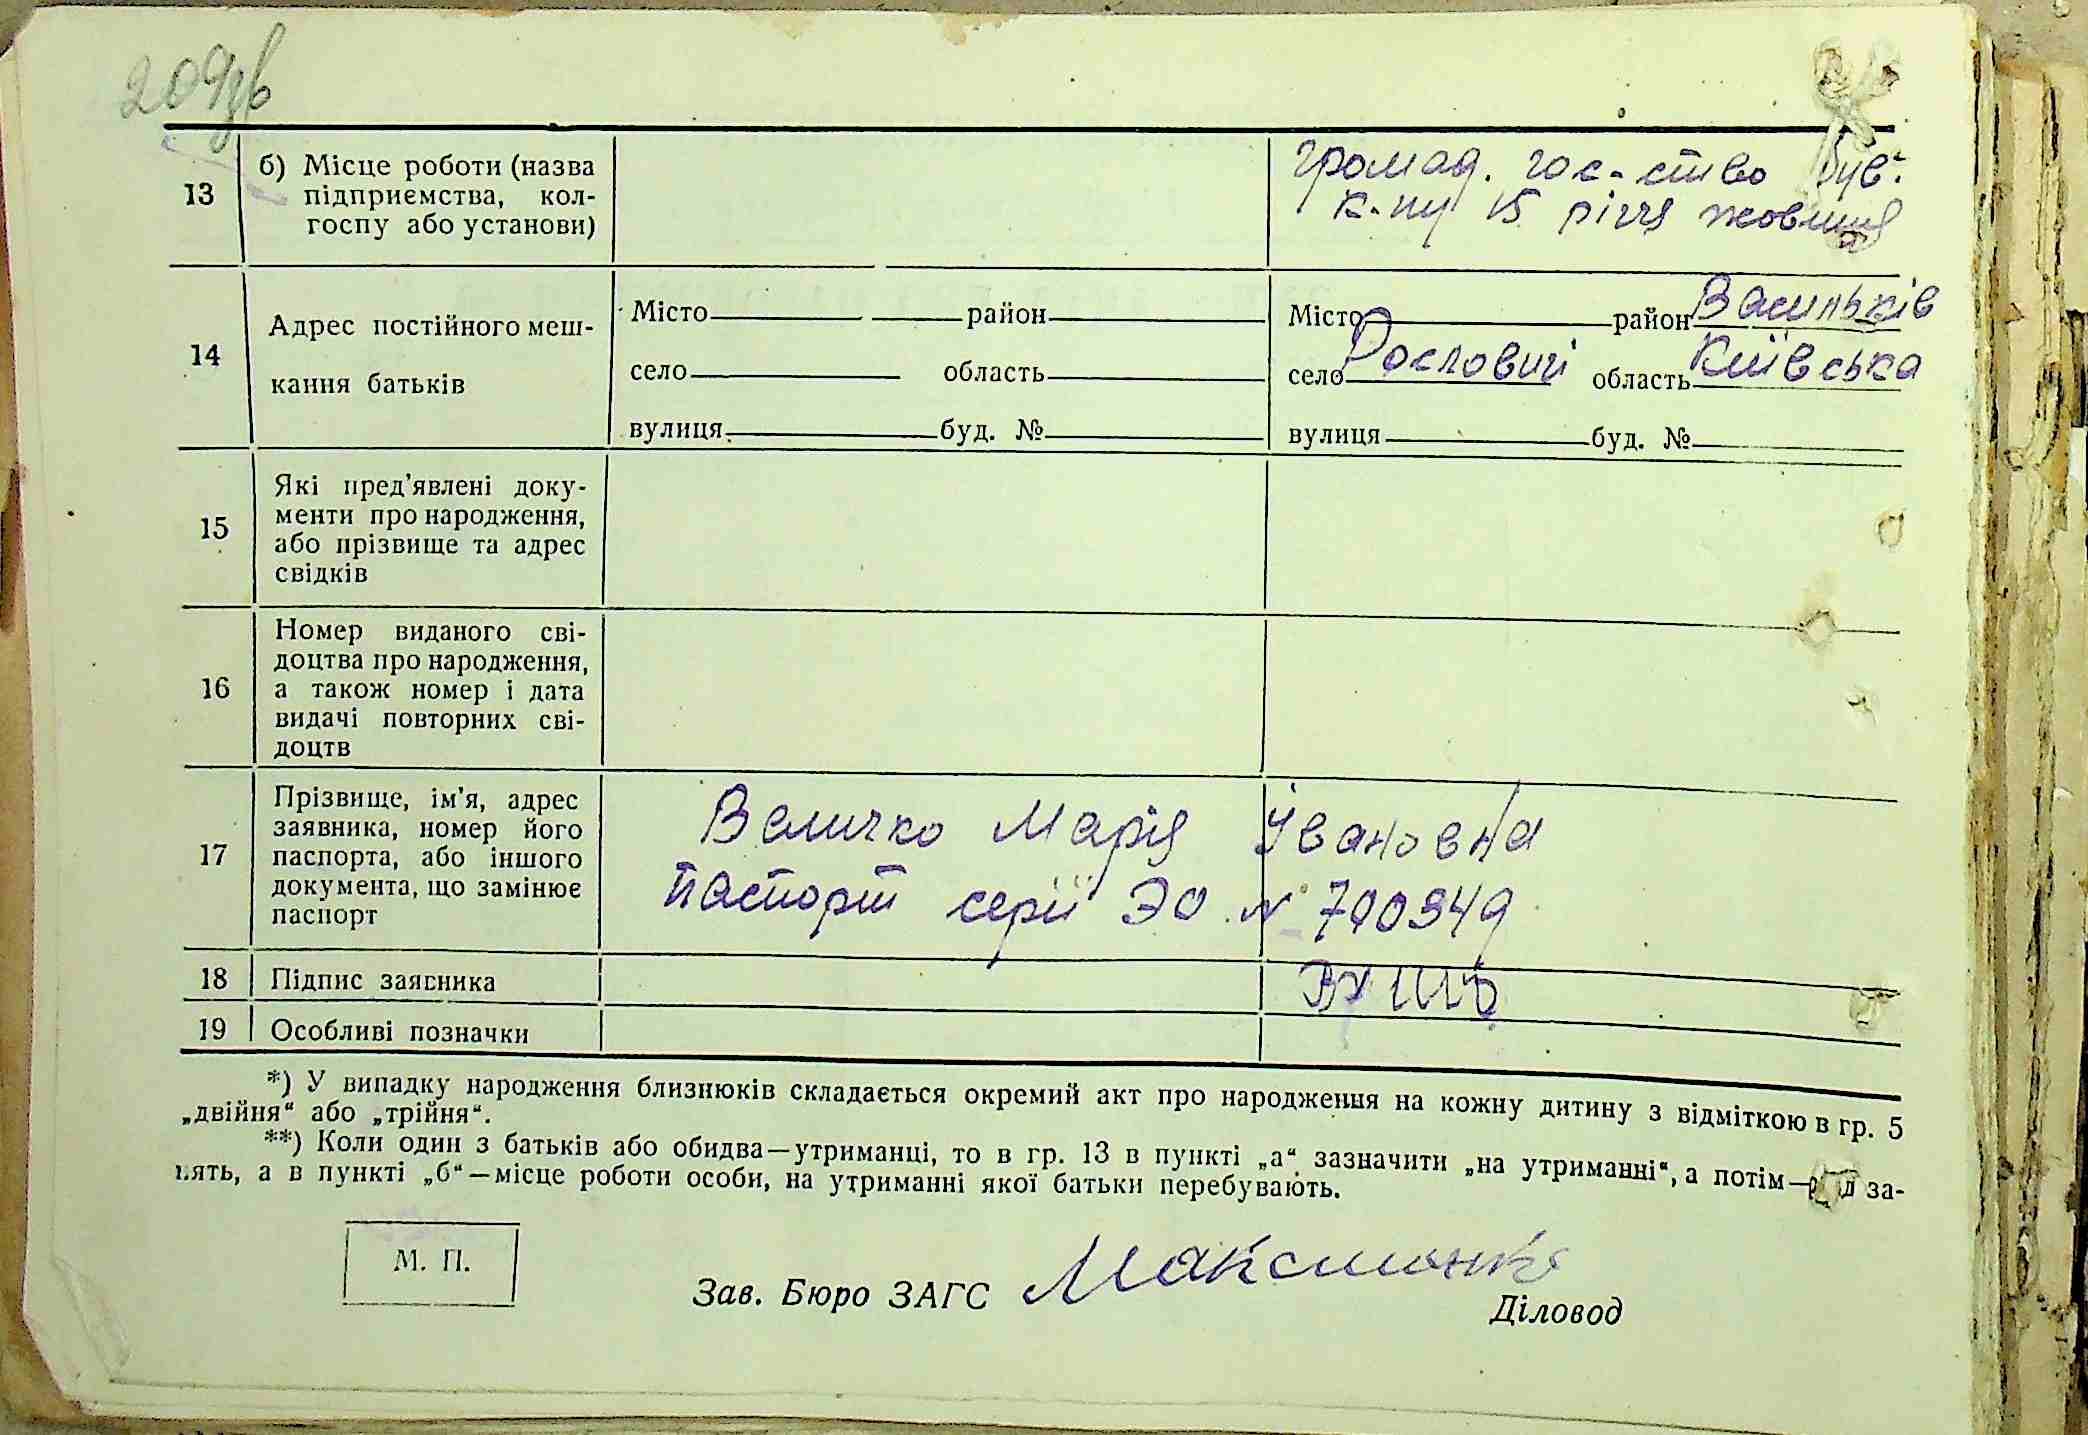 209зв
13
б) Місце роботи (назва
підприємства, кол-
госпу або установи)
громад. гос-ство був.
к-пу 15 річчя жовтня
14
Адрес постійного меш-
кання батьків
Місто район
село область
вулиця буд. №
Місто район Васильків
село Рославичі область Київська
вулиця буд. №
15
Які пред’явлені доку-
менти про народження,
або прізвище та адрес
свідків
16
Номер виданого сві-
доцтва про народження,
а також номер і дата
видачі повторних сві-
доцтв
17
Прізвище, ім’я, адрес
заявника, номер його
паспорта, або іншого
документа, що замінює
паспорт
Величко Марія Івановна
паспорт серії ЭО № 700949
18
Підпис заявника
19
Особливі позначки
*) У випадку народження близнюків складається окремий акт про народження на кожну дитину з відміткою в гр. 5
„двійня“ або „трійня“.
**) Коли один з батьків або обидва—утриманці, то в гр. 13 в пункті „а“ зазначити „на утриманні“, а потім— за-
нять, а в пункті „б“—місце роботи особи, на утриманні якої батьки перебувають.
М. П.
Зав. Бюро ЗАГС
Діловод